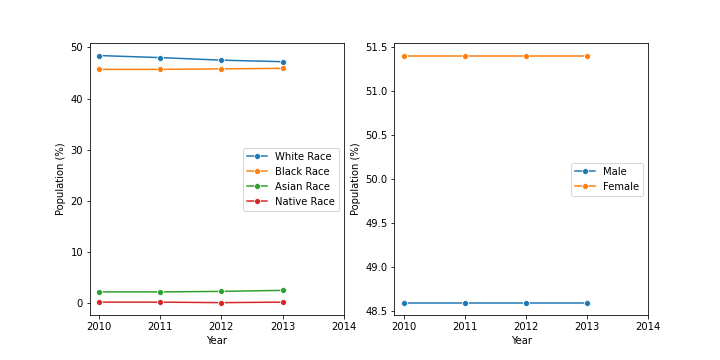 50
40
30
20
10
0
Population (%)
2010 2011 2012 2013 2014
Year
White Race
Black Race
Asian Race
Native Race
51.5
51.0
50.5
50.0
49.5
49.0
48.5
Population (%)
2010 2011 2012 2013 2014
Year
Male
Female